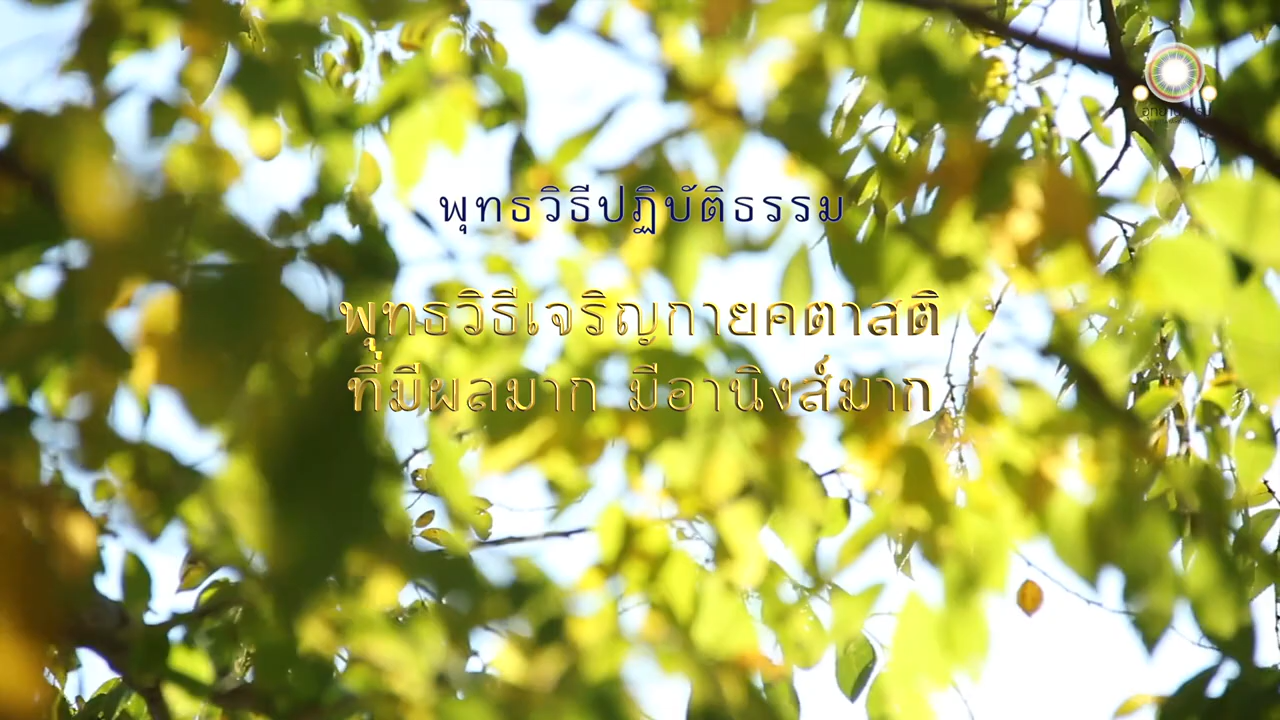 พุทธวิธีปฏิบัติธรรม
พุทธวิธีเจริญกายคตาสติ
ที่มีผลมาก มีอานิงส์มาก